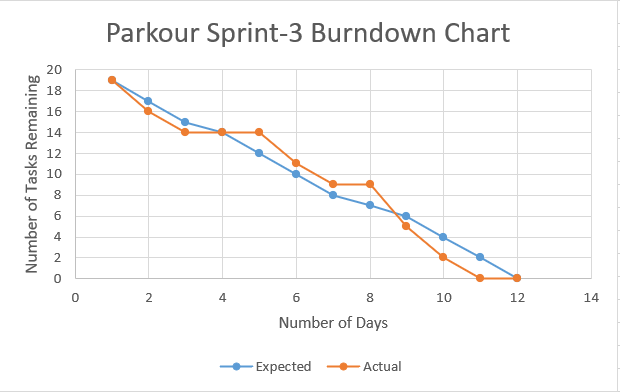 Parkour Sprint-3 Burndown Chart
Number of Tasks Remaining
20
18
16
14
12
10
8
6
4
2
0
0 2 4 6 8 10 12 14
Number of Days
Expected Actual